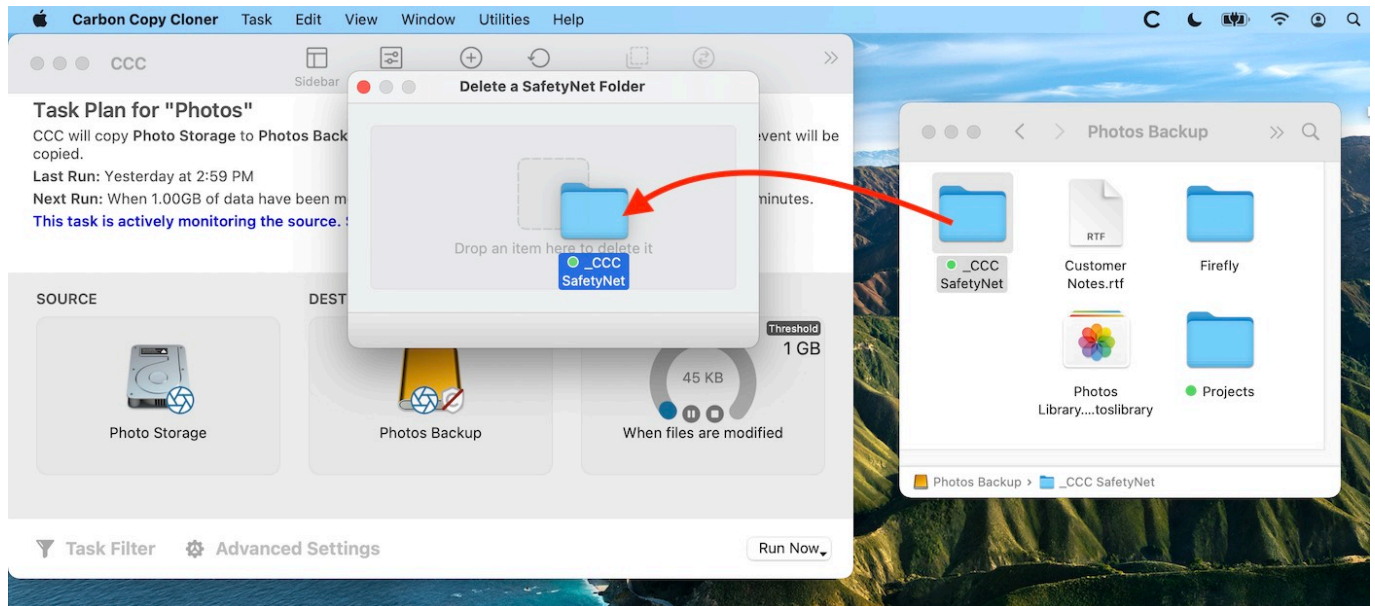 Carbon Copy Cloner Task Edit View Window Utilities Help
CCC
Sidebar
Delete a SafetyNet Folder
Task Plan for "Photos"
CCC will copy Photo Storage to Photos Back
event will be
copied.
Last Run: Yesterday at 2:59 PM
Next Run: When 1.00GB of data have been m
minutes.
This task is actively monitoring the source.
Drop an item here to delete it
_CCC
SafetyNet
SOURCE
DEST
Threshold
1 GB
45 KB
Photo Storage
Photos Backup
When files are modified
Task Filter
Advanced Settings
Run Now
Photos Backup
_CCC
SafetyNet
RTF
Customer
Notes.rtf
Firefly
Photos
Library....toslibrary
Projects
Photos Backup › _CCC SafetyNet